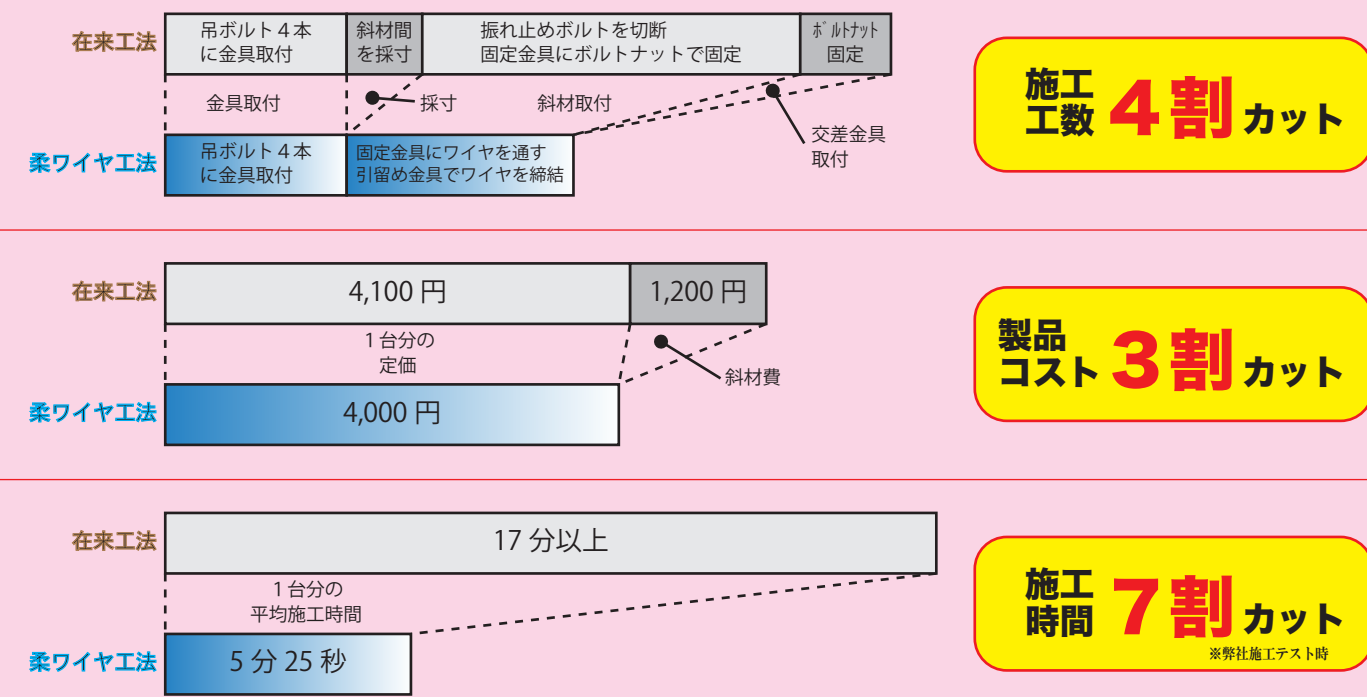 在来工法
吊ボルト４本
に金具取付
斜材間
を採寸
振れ止めボルトを切断
固定金具にボルトナットで固定
ﾎﾞﾙﾄﾅｯﾄ
固定
金具取付
採寸
斜材取付
交差金具
取付
柔ワイヤ工法
吊ボルト４本
に金具取付
固定金具にワイヤを通す
引留め金具でワイヤを締結
施工
工数 ４割カット
在来工法
4,100 円
1,200 円
１台分の
定価
斜材費
柔ワイヤ工法
4,000 円
製品
コスト ３割カット
在来工法
17 分以上
１台分の
平均施工時間
柔ワイヤ工法
5 分 25 秒
施工
時間 ７割カット
※弊社施工テスト時